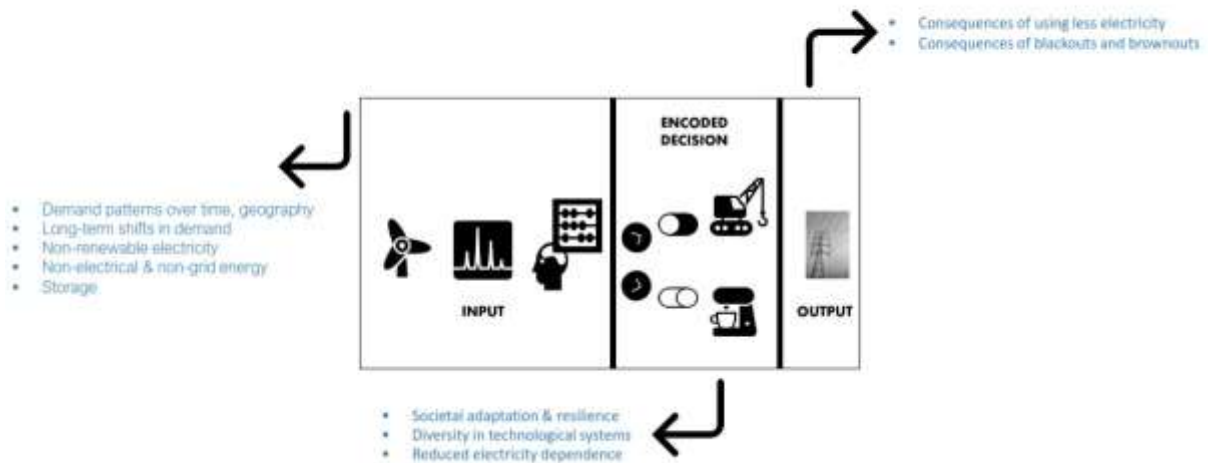 • Consequences of using less electricity
• Consequences of blackouts and brownouts
ENCODED
DECISION
• Demand patterns over time, geography
• Long-term shifts in demand
• Non-renewable electricity
• Non-electrical & non-grid energy
• Storage
INPUT
OUTPUT
• Societal adaptation & resilience
• Diversity in technological systems
• Reduced electricity dependence